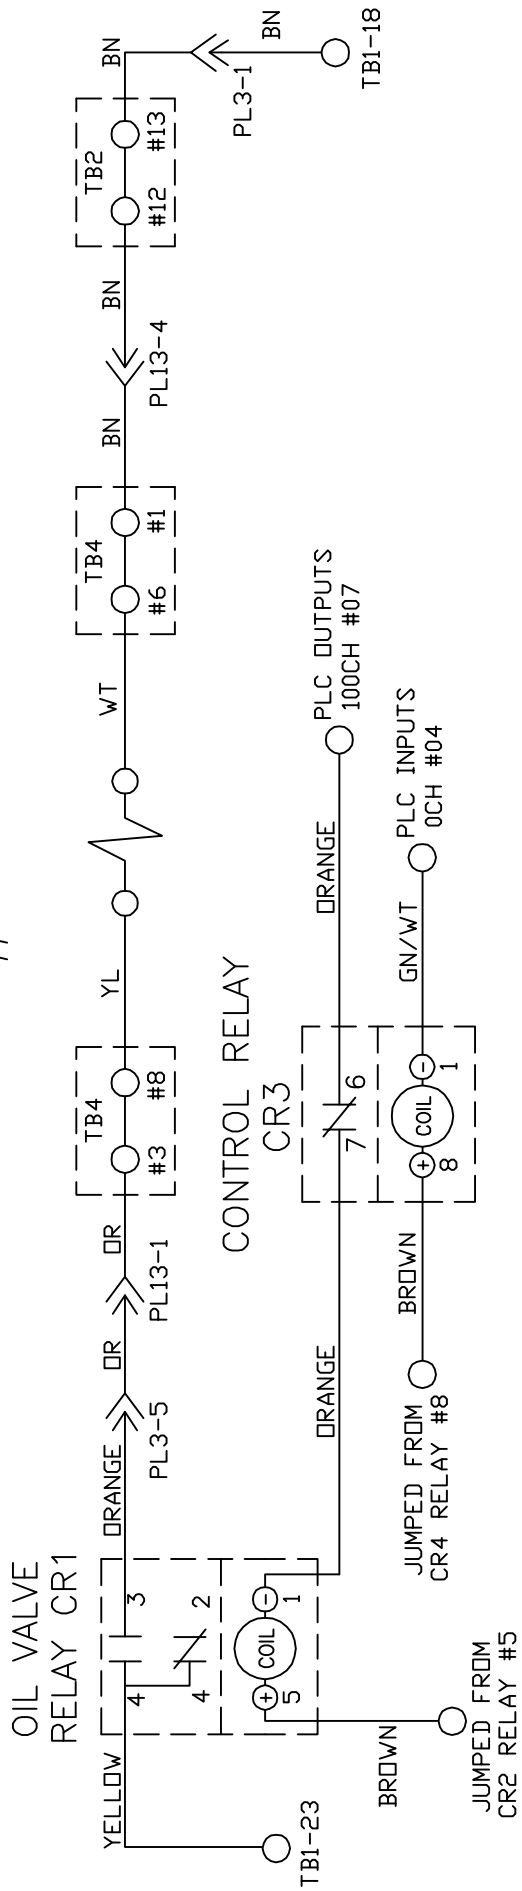 OIL VALVE
RELAY CR1
YELLOW
TB1-23
4
3
4
2
COIL
+
5
-
1
BROWN
JUMPED FROM
CR2 RELAY #5
ORANGE
PL3-5
OR
PL13-1
OR
TB4
#3
#8
YL
WT
TB4
#6
#1
BN
PL13-4
BN
TB2
#12
#13
BN
PL3-1
BN
TB1-18
CONTROL RELAY
CR3
ORANGE
7
6
ORANGE
PLC OUTPUTS
100CH #07
JUMPED FROM
CR4 RELAY #8
BROWN
+
8
COIL
-
1
GN/WT
PLC INPUTS
0CH #04